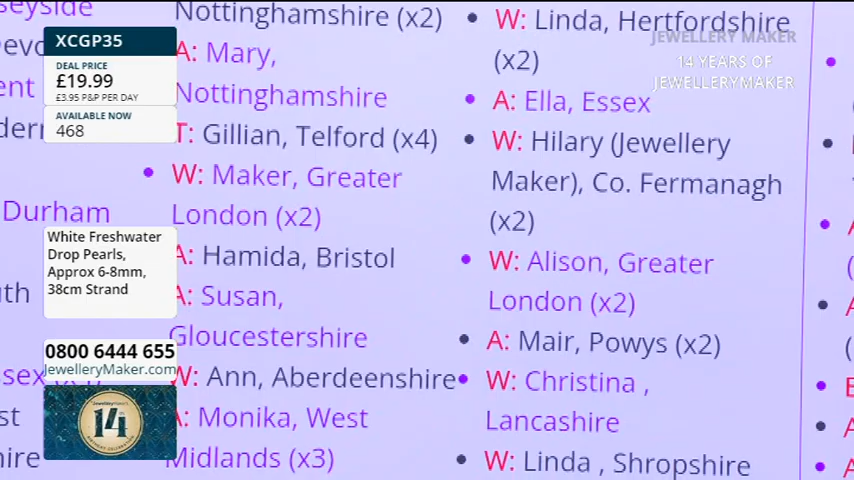 XCGP35
DEAL PRICE
£19.99
£3.95 P&P PER DAY
AVAILABLE NOW
468
White Freshwater
Drop Pearls,
Approx 6-8mm,
38cm Strand
0800 6444 655
JewelleryMaker.com
14
Durham
Nottinghamshire (x2)
A: Mary,
Nottinghamshire
T: Gillian, Telford (x4)
W: Maker, Greater
London (x2)
A: Hamida, Bristol
A: Susan,
Gloucestershire
W: Ann, Aberdeenshire
A: Monika, West
Midlands (x3)
W: Linda, Hertfordshire
(x2)
A: Ella, Essex
W: Hilary (Jewellery
Maker), Co. Fermanagh
(x2)
W: Alison, Greater
London (x2)
A: Mair, Powys (x2)
W: Christina ,
Lancashire
W: Linda , Shropshire
JEWELLERY MAKER
14 YEARS OF
JEWELLERYMAKER